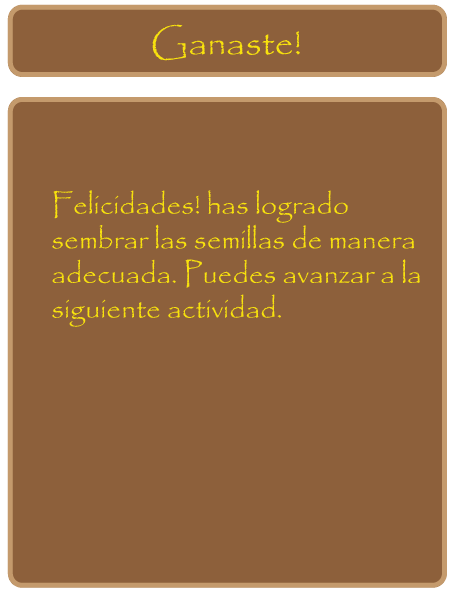 Ganaste!
Felicidades! has logrado
sembrar las semillas de manera
adecuada. Puedes avanzar a la
siguiente actividad.